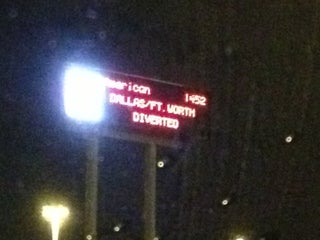 American 1452
DALLAS/FT.WORTH
DIVERTED